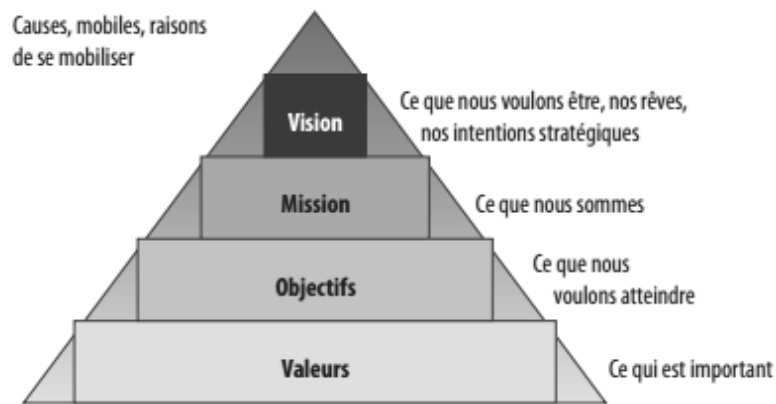 Causes, mobiles, raisons
de se mobiliser
Vision
Ce que nous voulons être, nos rêves,
nos intentions stratégiques
Mission
Ce que nous sommes
Objectifs
Ce que nous
voulons atteindre
Valeurs
Ce qui est important